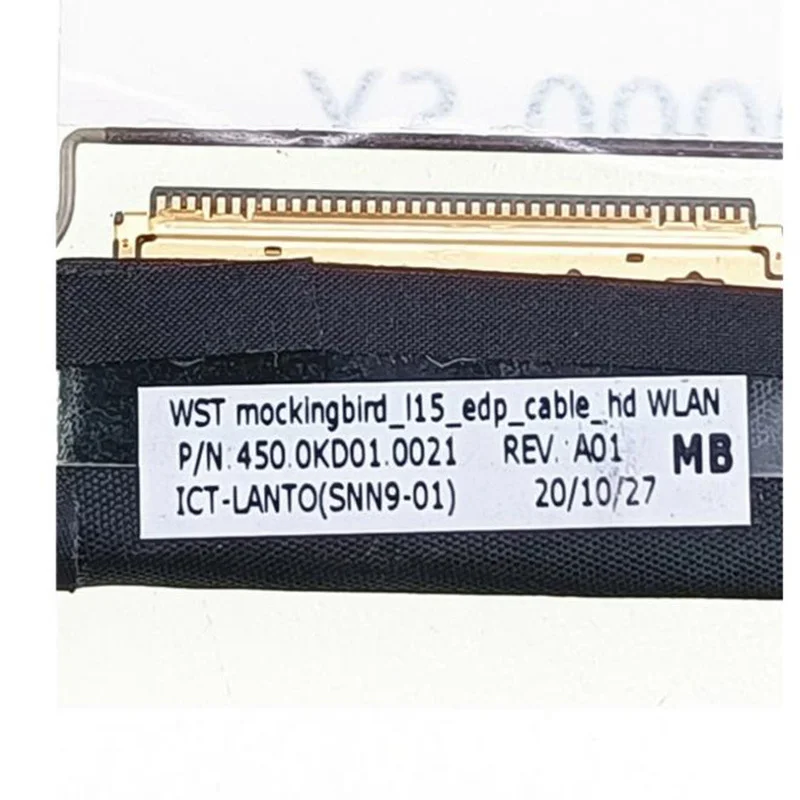 WST mockingbird_l15_edp_cable_hd WLAN
P/N:450.0KD01.0021 REV: A01 MB
ICT-LANTO(SNN9-01) 20/10/27